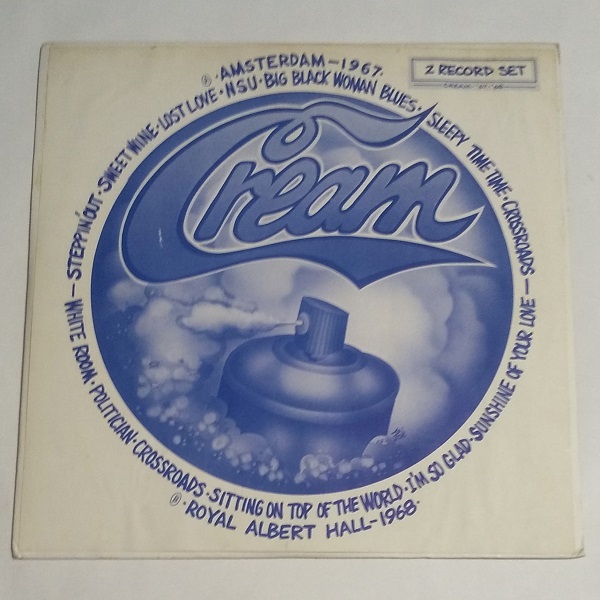 Ⓐ · AMSTERDAM – 1967.
2 RECORD SET
STEPPIN' OUT · SWEET WINE · LOST LOVE · NSU · BIG BLACK WOMAN BLUES · SLEEPY TIME TIME · CROSSROADS – SUNSHINE OF YOUR LOVE –
Cream
WHITE ROOM · POLITICIAN · CROSSROADS · SITTING ON TOP OF THE WORLD · I'M SO GLAD ·
Ⓑ · ROYAL ALBERT HALL – 1968 ·